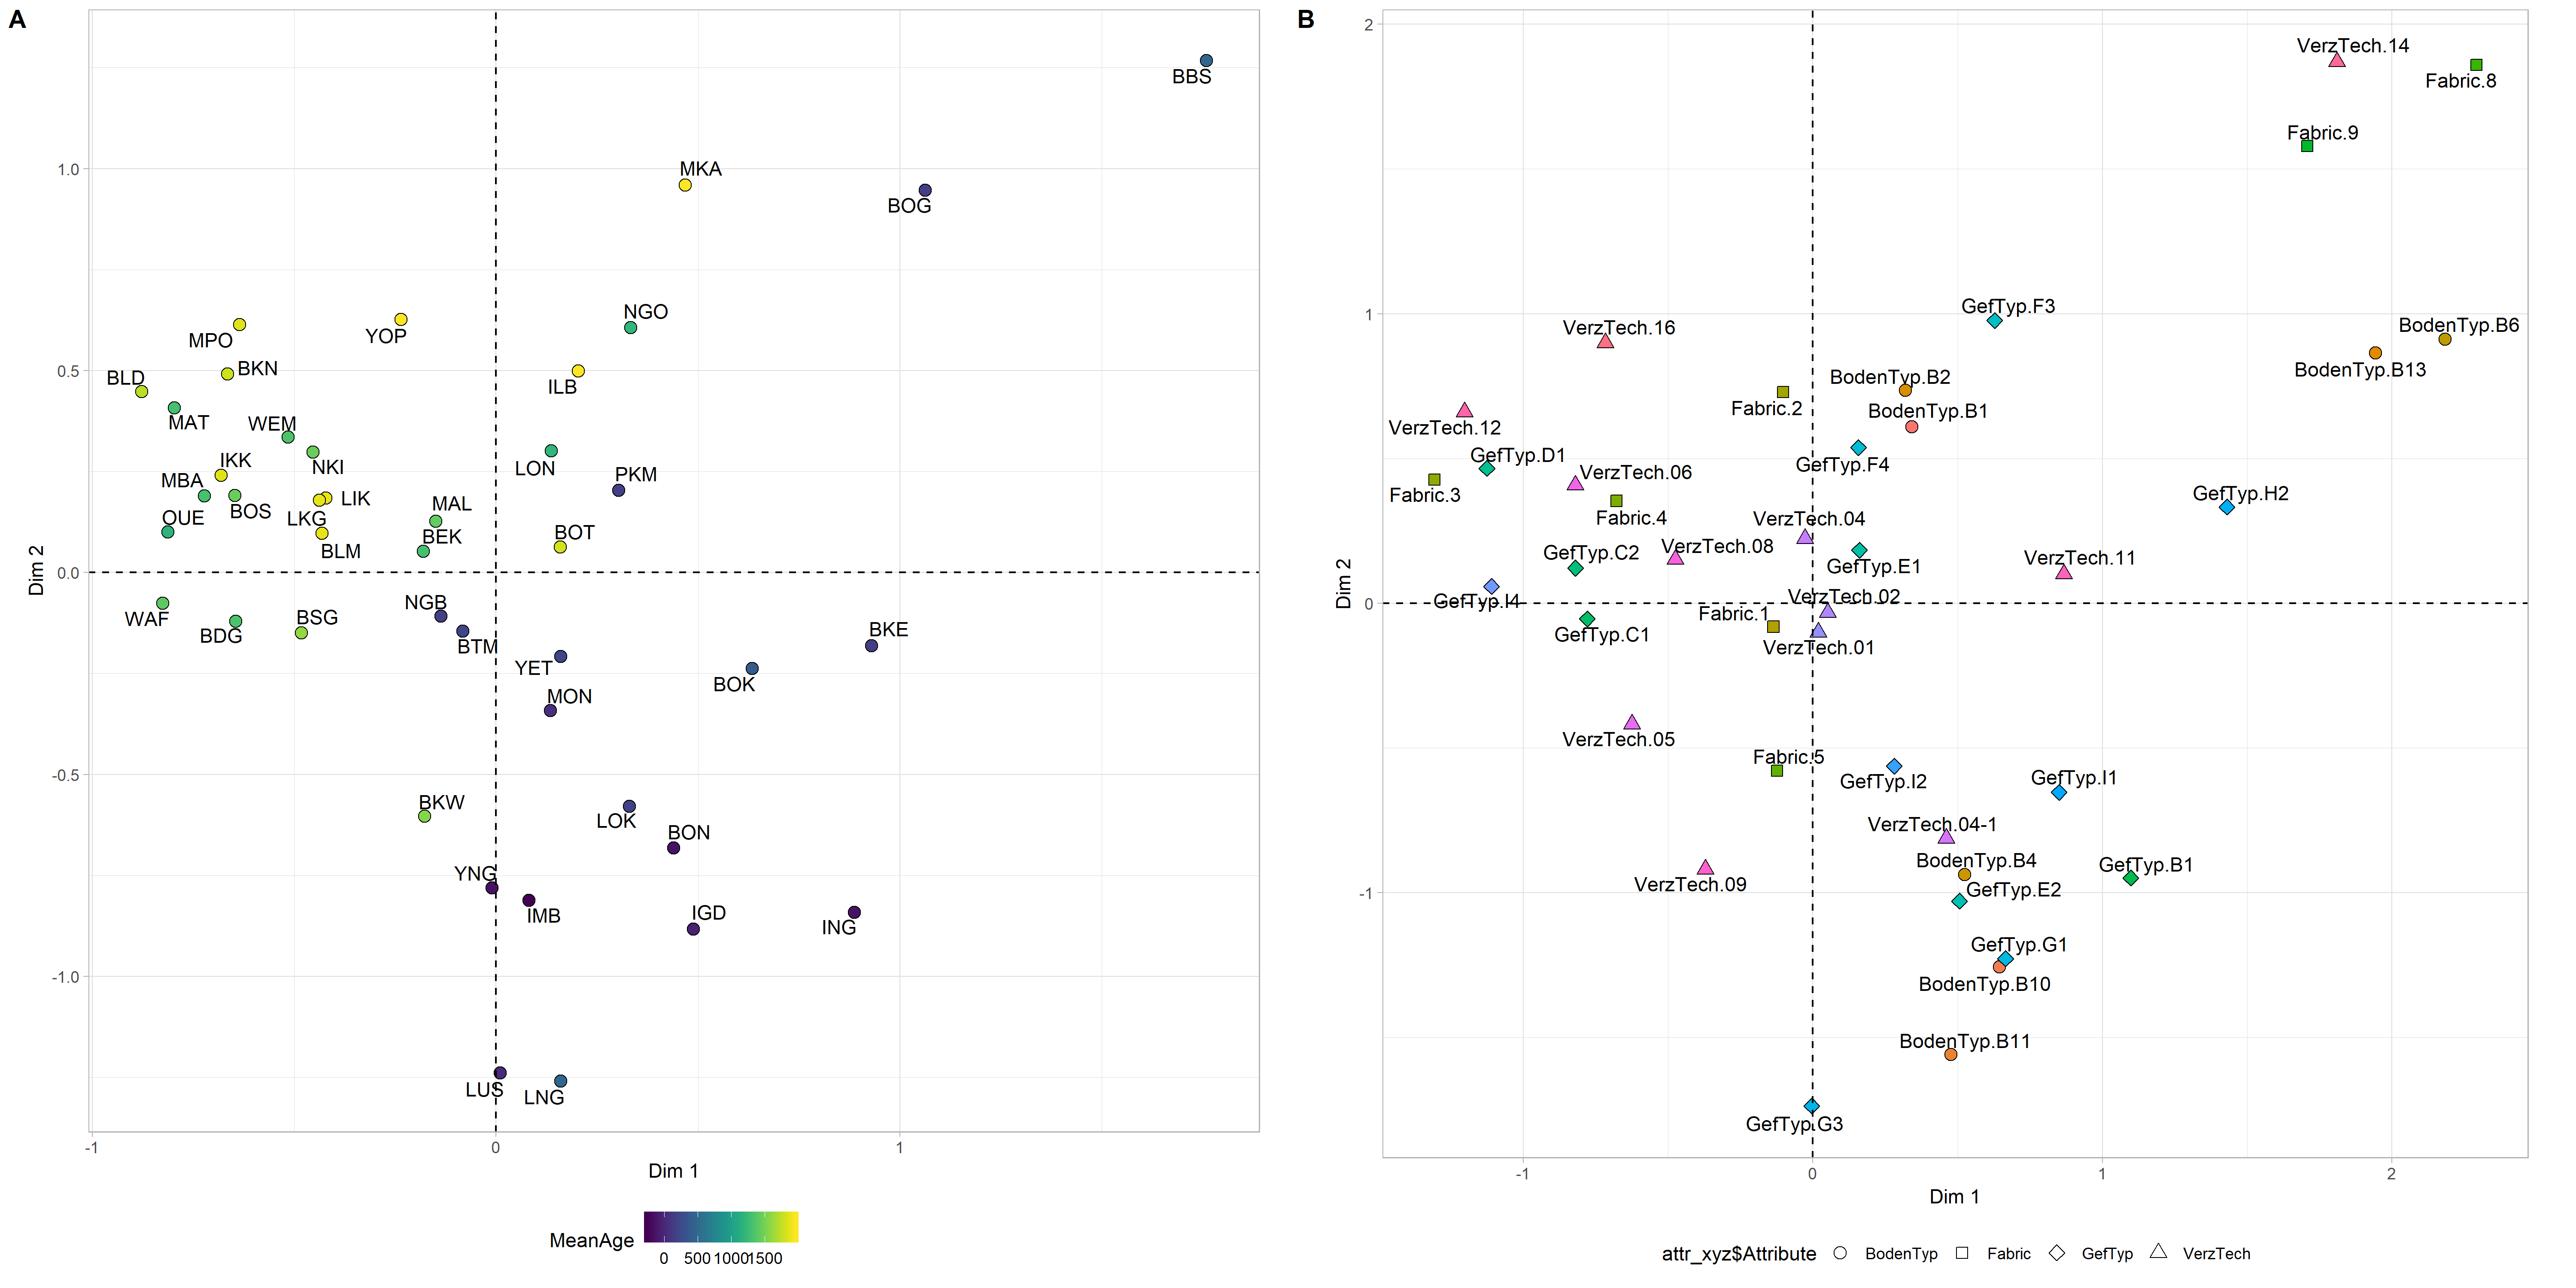 A
BBS
MKA
BOG
1.0
NGO
MPO
YOP
BKN
BLD
0.5
ILB
MAT
WEM
IKK
NKI
LON
PKM
MBA
LIK
BOS
OUE
LKG
MAL
BOT
BEK
BLM
Dim 2
0.0
WAF
BDG
BSG
NGB
BTM
BKE
YET
BOK
MON
-0.5
BKW
LOK
BON
YNG
IMB
IGD
ING
-1.0
LUS
LNG
-1
0
1
Dim 1
MeanAge
0 500 1000 1500
B
2
VerzTech.14
Fabric.8
Fabric.9
1
GefTyp.F3
VerzTech.16
BodenTyp.B6
BodenTyp.B13
BodenTyp.B2
Fabric.2
BodenTyp.B1
VerzTech.12
GefTyp.D1
GefTyp.F4
VerzTech.06
Fabric.3
GefTyp.H2
Fabric.4
VerzTech.04
GefTyp.C2
VerzTech.08
VerzTech.11
GefTyp.E1
Dim 2
GefTyp.I4
0
VerzTech.02
Fabric.1
GefTyp.C1
VerzTech.01
VerzTech.05
Fabric.5
GefTyp.I2
GefTyp.I1
VerzTech.04-1
BodenTyp.B4
GefTyp.B1
VerzTech.09
GefTyp.E2
-1
GefTyp.G1
BodenTyp.B10
BodenTyp.B11
GefTyp.G3
-1
0
1
2
Dim 1
attr_xyz$Attribute BodenTyp Fabric GefTyp VerzTech